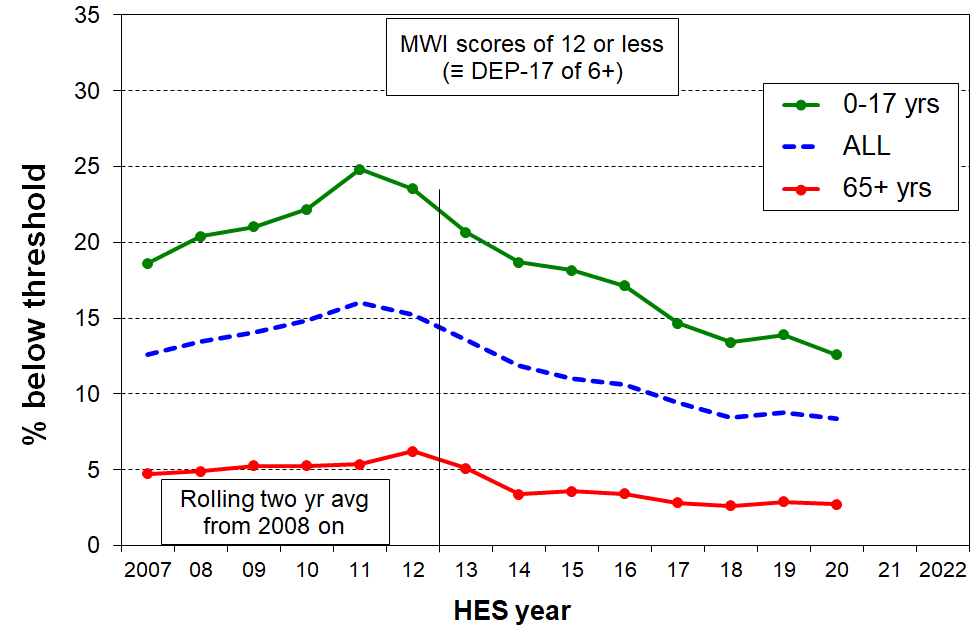 MWI scores of 12 or less
(≡ DEP-17 of 6+)
0-17 yrs
ALL
65+ yrs
% below threshold
35
30
25
20
15
10
5
0
Rolling two yr avg
from 2008 on
2007 08 09 10 11 12 13 14 15 16 17 18 19 20 21 2022
HES year